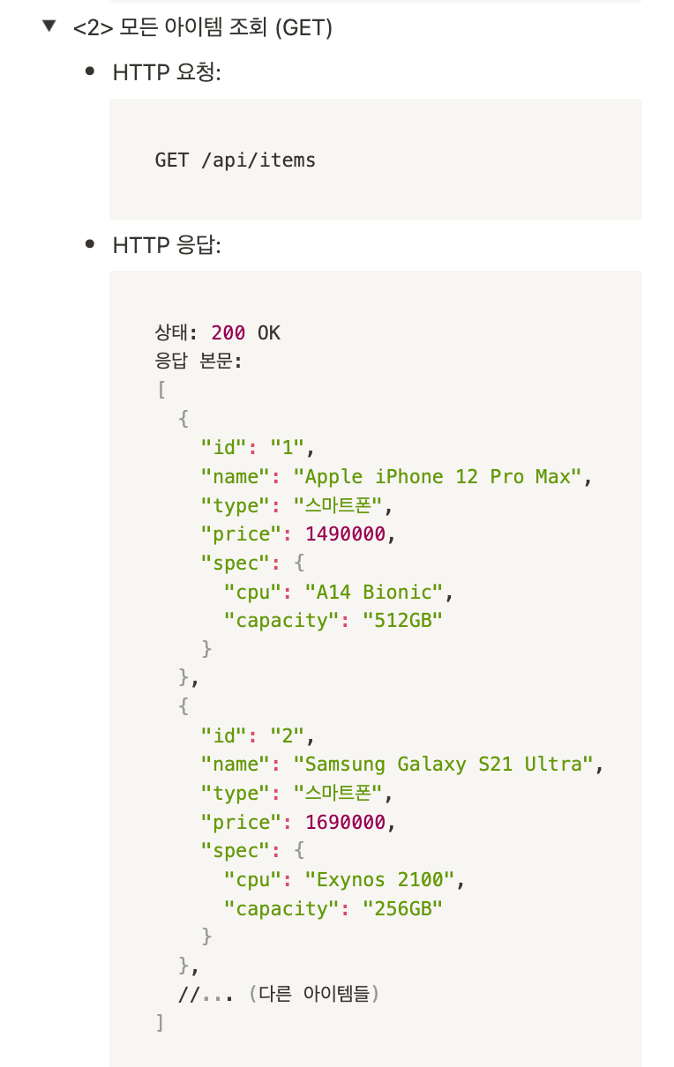 ▼ <2> 모든 아이템 조회 (GET)
• HTTP 요청:
GET /api/items
• HTTP 응답:
상태: 200 OK
응답 본문:
[
  {
    "id": "1",
    "name": "Apple iPhone 12 Pro Max",
    "type": "스마트폰",
    "price": 1490000,
    "spec": {
      "cpu": "A14 Bionic",
      "capacity": "512GB"
    }
  },
  {
    "id": "2",
    "name": "Samsung Galaxy S21 Ultra",
    "type": "스마트폰",
    "price": 1690000,
    "spec": {
      "cpu": "Exynos 2100",
      "capacity": "256GB"
    }
  },
  //... (다른 아이템들)
]